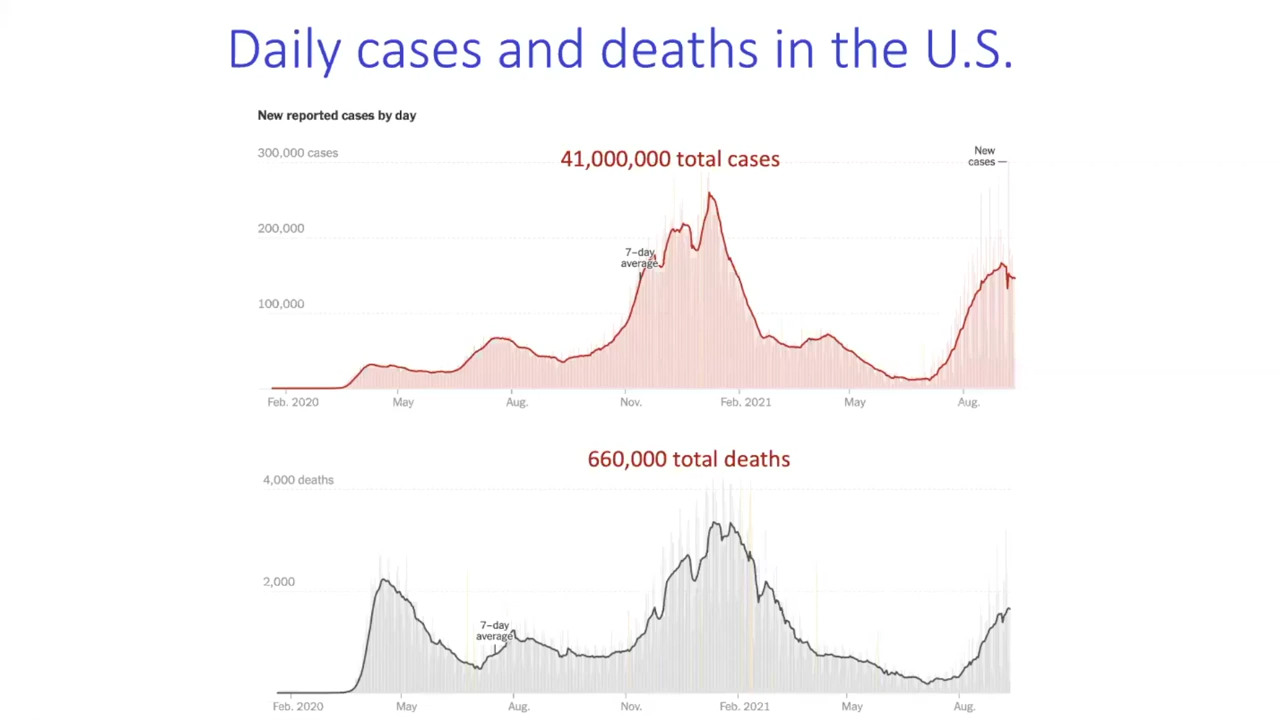 Daily cases and deaths in the U.S.
New reported cases by day
300,000 cases
41,000,000 total cases
New
cases
200,000
7–day
average
100,000
Feb. 2020 May Aug. Nov. Feb. 2021 May Aug.
660,000 total deaths
4,000 deaths
2,000
7–day
average
Feb. 2020 May Aug. Nov. Feb. 2021 May Aug.